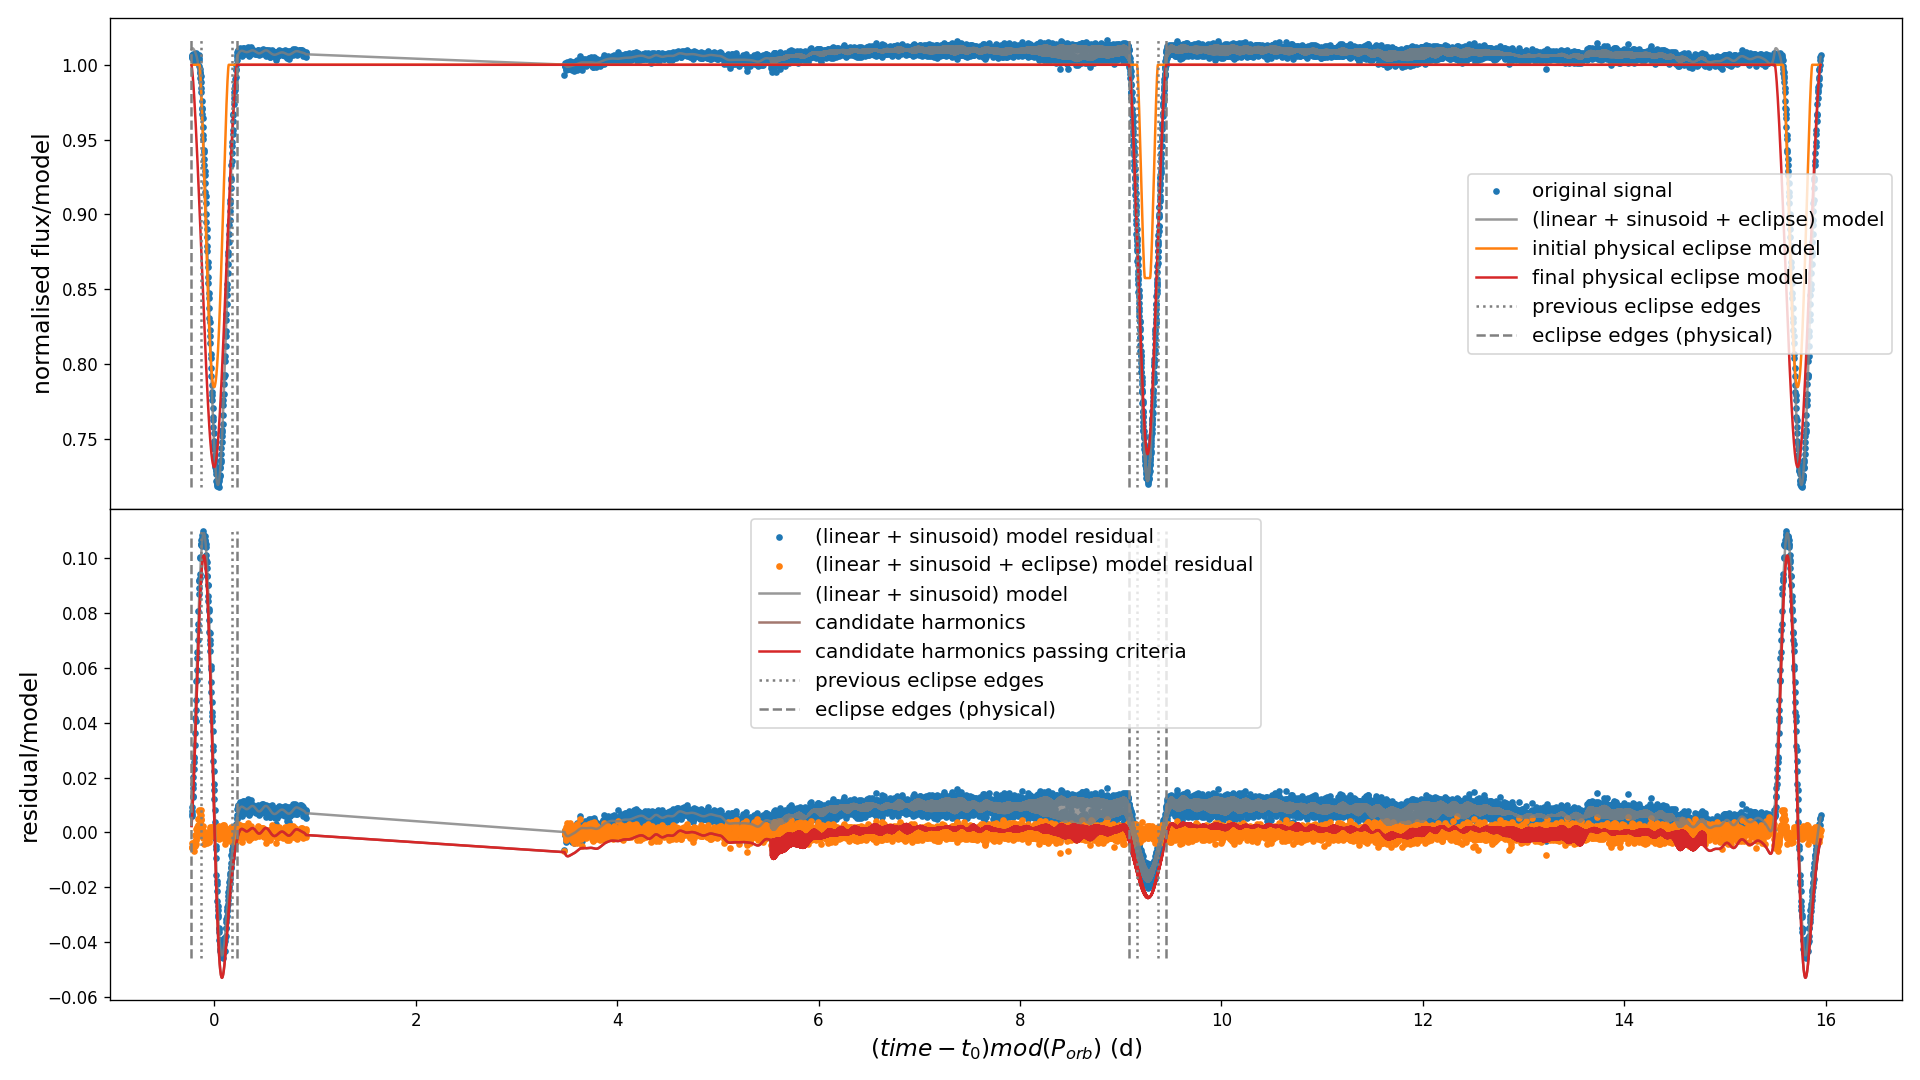 normalised flux/model
1.00
0.95
0.90
0.85
0.80
0.75
original signal
(linear + sinusoid + eclipse) model
initial physical eclipse model
final physical eclipse model
previous eclipse edges
eclipse edges (physical)
residual/model
0.10
0.08
0.06
0.04
0.02
0.00
−0.02
−0.04
−0.06
(linear + sinusoid) model residual
(linear + sinusoid + eclipse) model residual
(linear + sinusoid) model
candidate harmonics
candidate harmonics passing criteria
previous eclipse edges
eclipse edges (physical)
0 2 4 6 8 10 12 14 16
(time − t₀)mod(P_orb) (d)